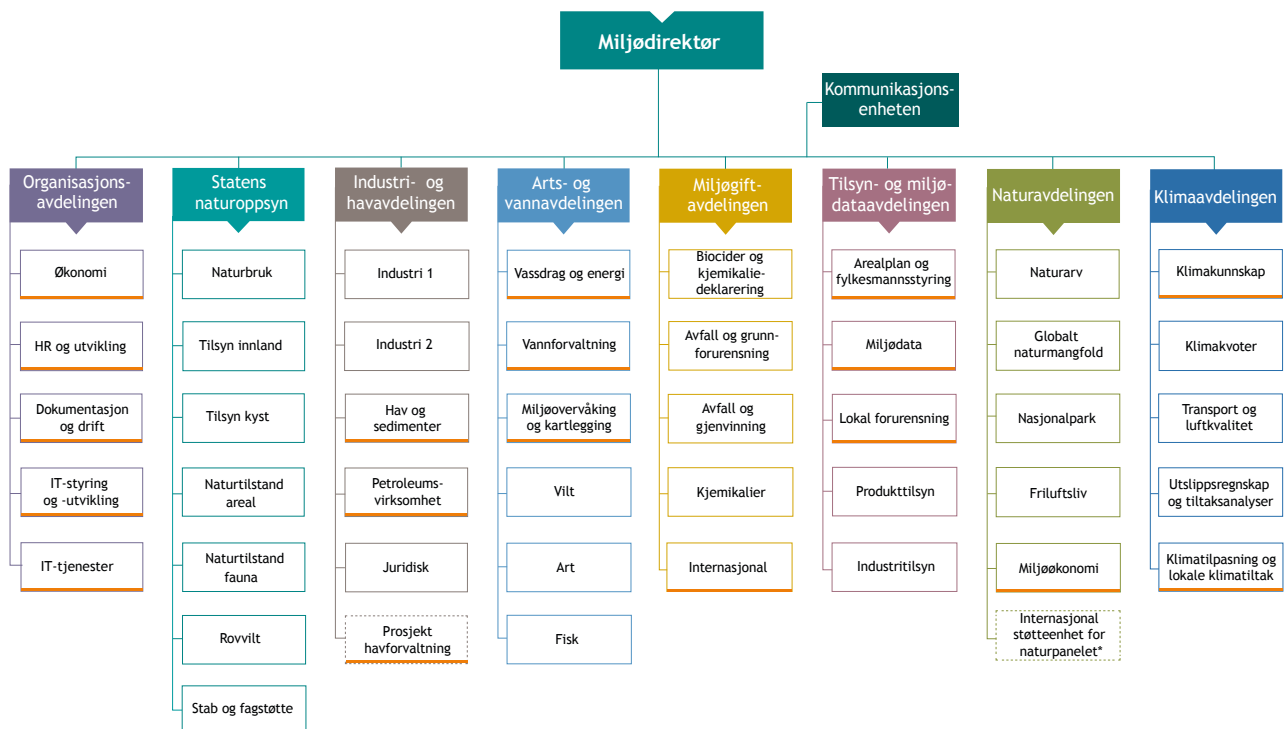 Miljødirektør
Kommunikasjons-
enheten
Organisasjons-
avdelingen
Økonomi
HR og utvikling
Dokumentasjon
og drift
IT-styring
og -utvikling
IT-tjenester
Statens
naturoppsyn
Naturbruk
Tilsyn innland
Tilsyn kyst
Naturtilstand
areal
Naturtilstand
fauna
Rovvilt
Stab og fagstøtte
Industri- og
havavdelingen
Industri 1
Industri 2
Hav og
sedimenter
Petroleums-
virksomhet
Juridisk
Prosjekt
havforvaltning
Arts- og
vannavdelingen
Vassdrag og energi
Vannforvaltning
Miljøovervåking
og kartlegging
Vilt
Art
Fisk
Miljøgift-
avdelingen
Biocider og
kjemikalie-
deklarering
Avfall og grunn-
forurensning
Avfall og
gjenvinning
Kjemikalier
Internasjonal
Tilsyn- og miljø-
dataavdelingen
Arealplan og
fylkesmannsstyring
Miljødata
Lokal forurensning
Produkttilsyn
Industritilsyn
Naturavdelingen
Naturarv
Globalt
naturmangfold
Nasjonalpark
Friluftsliv
Miljøøkonomi
Internasjonal
støtteenhet for
naturpanelet*
Klimaavdelingen
Klimakunnskap
Klimakvoter
Transport og
luftkvalitet
Utslippsregnskap
og tiltaksanalyser
Klimatilpasning og
lokale klimatiltak